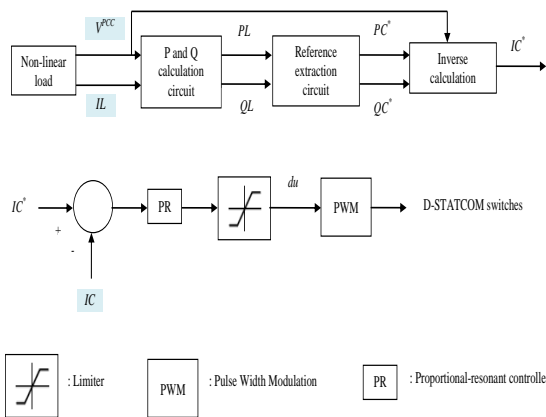 V^PCC
PL
PC*
IC*
Non-linear
load
P and Q
calculation
circuit
Reference
extraction
circuit
Inverse
calculation
IL
QL
QC*
IC*
+
-
PR
du
PWM
D-STATCOM switches
IC
: Limiter
PWM
: Pulse Width Modulation
PR
: Proportional-resonant controlle